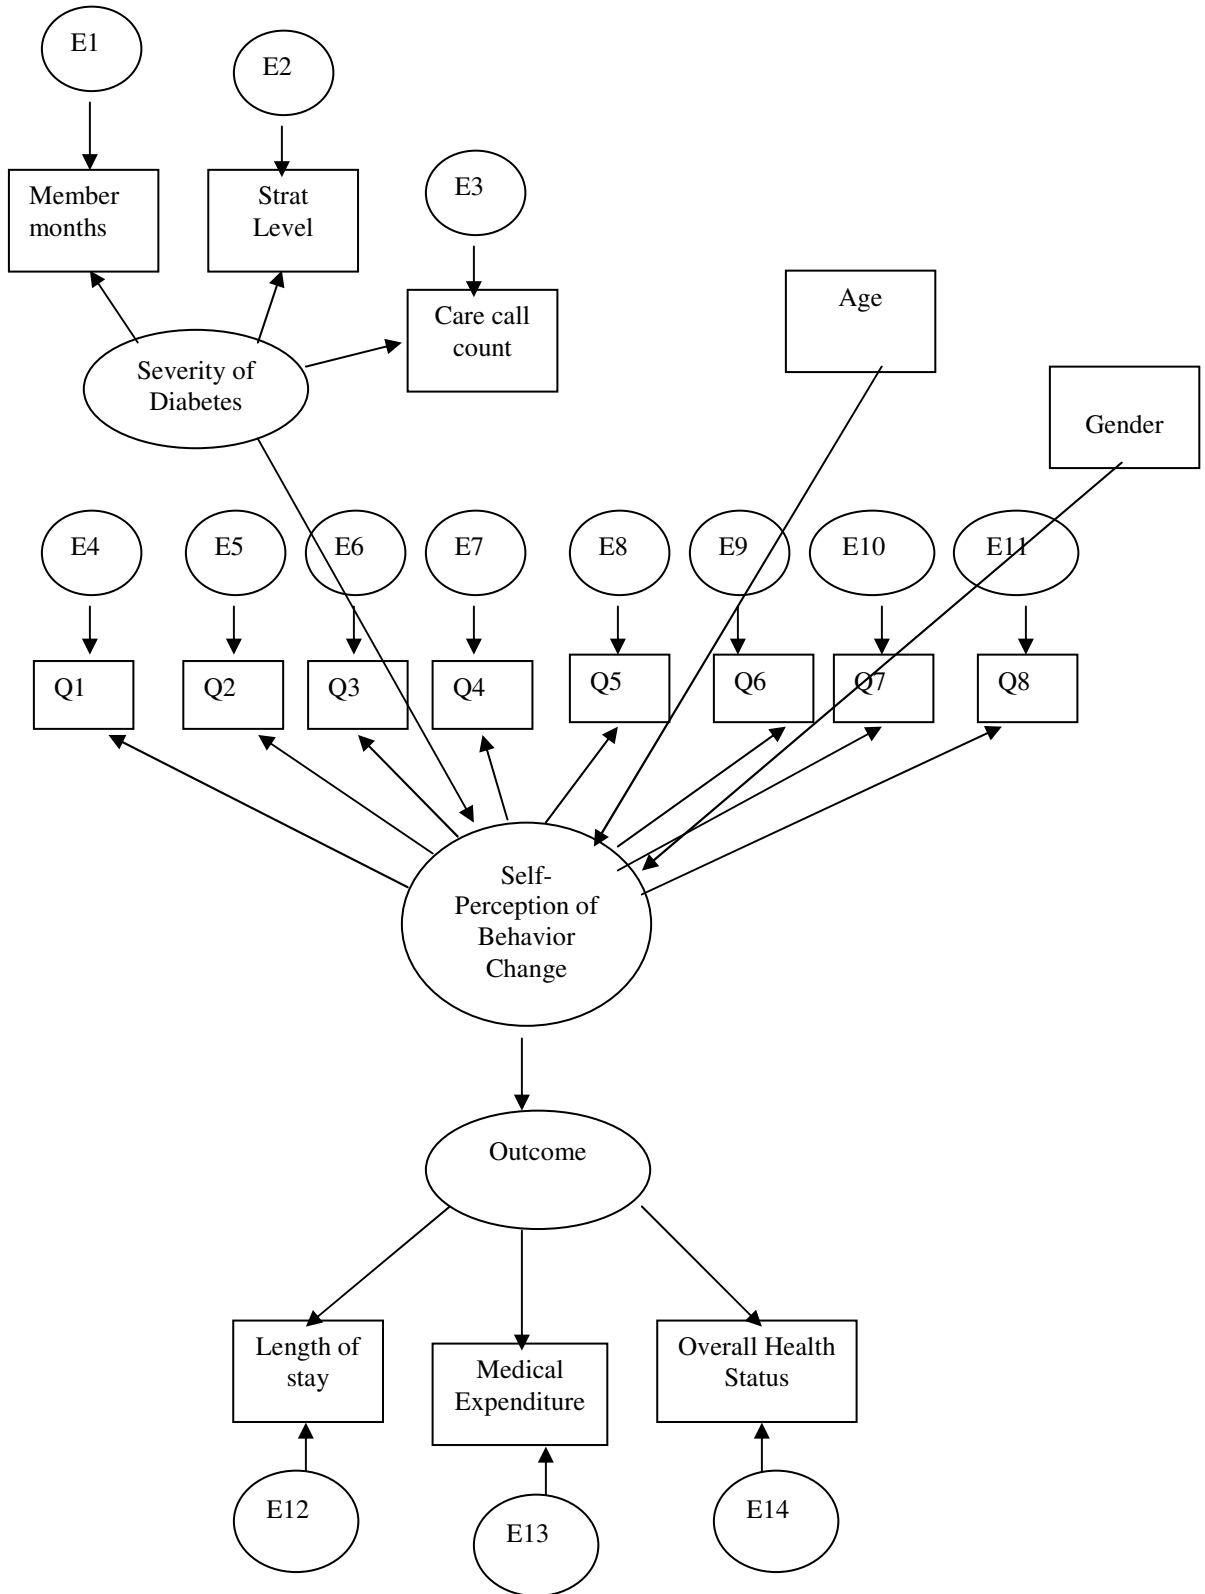 E1
E2
E3
Member
months
Strat
Level
Care call
count
Age
Severity of
Diabetes
Gender
E4
E5
E6
E7
E8
E9
E10
E11
Q1
Q2
Q3
Q4
Q5
Q6
Q7
Q8
Self-
Perception of
Behavior
Change
Outcome
Length of
stay
Medical
Expenditure
Overall Health
Status
E12
E13
E14